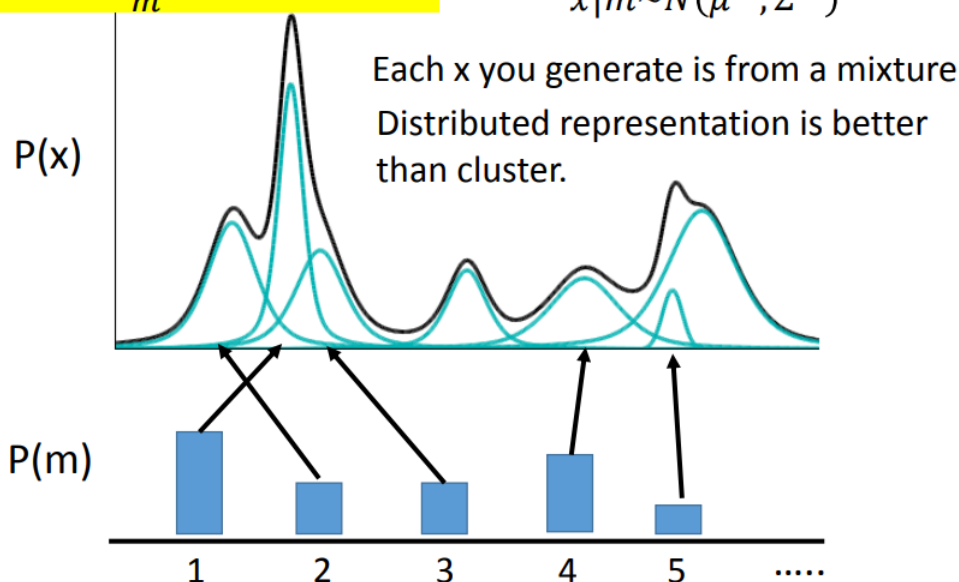 m
x|m~N(μ , Σ )
Each x you generate is from a mixture
Distributed representation is better
than cluster.
P(x)
P(m)
1 2 3 4 5 .....